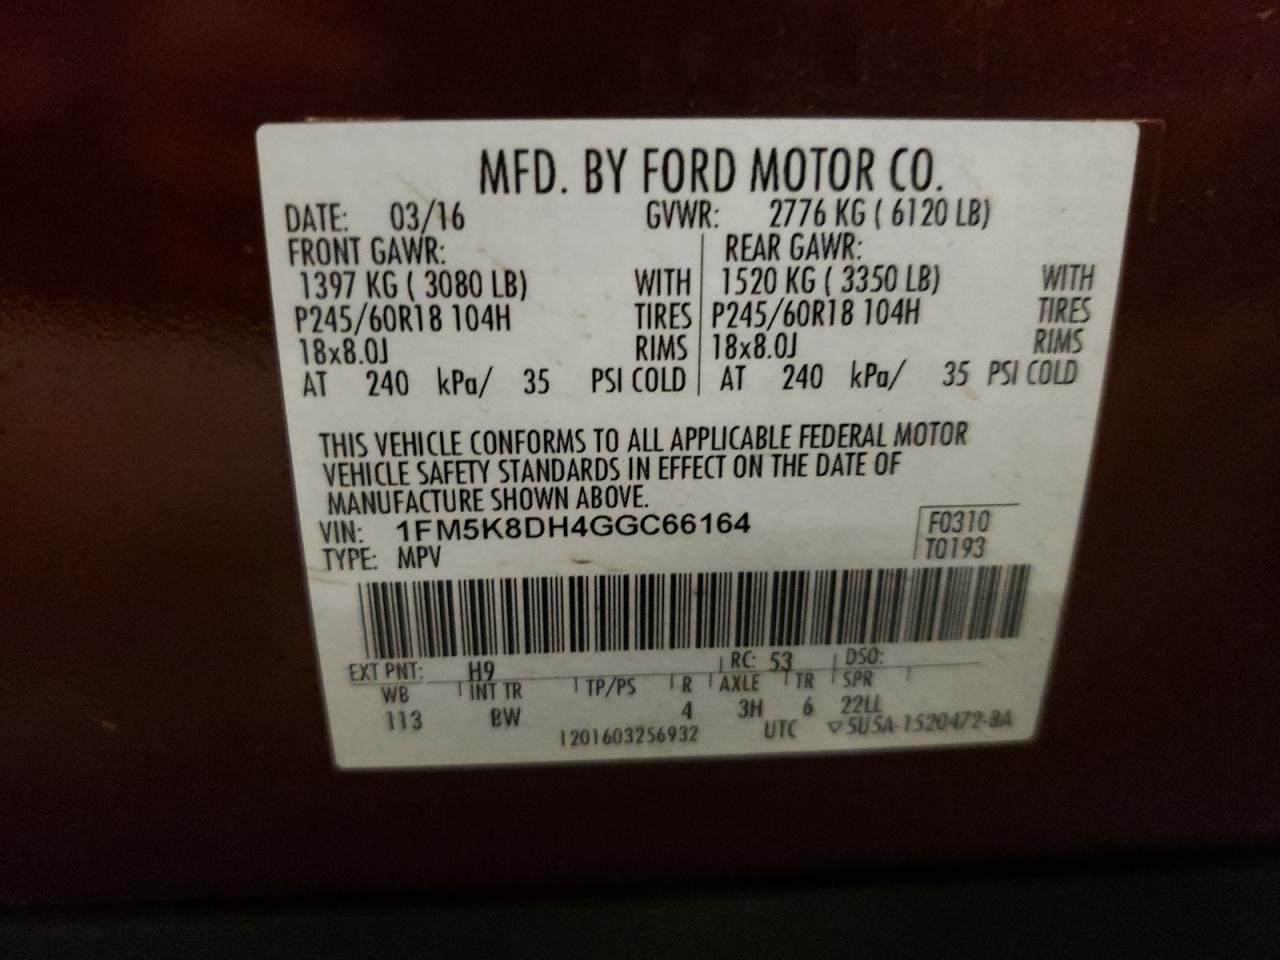 MFD. BY FORD MOTOR CO.
DATE: 03/16 GVWR: 2776 KG ( 6120 LB)
FRONT GAWR: REAR GAWR:
1397 KG ( 3080 LB) WITH 1520 KG ( 3350 LB) WITH
P245/60R18 104H TIRES P245/60R18 104H TIRES
18x8.0J RIMS 18x8.0J RIMS
AT 240 kPa/ 35 PSI COLD AT 240 kPa/ 35 PSI COLD
THIS VEHICLE CONFORMS TO ALL APPLICABLE FEDERAL MOTOR
VEHICLE SAFETY STANDARDS IN EFFECT ON THE DATE OF
MANUFACTURE SHOWN ABOVE.
VIN: 1FM5K8DH4GGC66164 F0310
TYPE: MPV T0193
EXT PNT: H9 RC: 53 DSO:
WB INT TR TP/PS R AXLE TR SPR
113 BW 4 3H 6 22LL
1201603256932 UTC ▽5U5A-1520472-BA